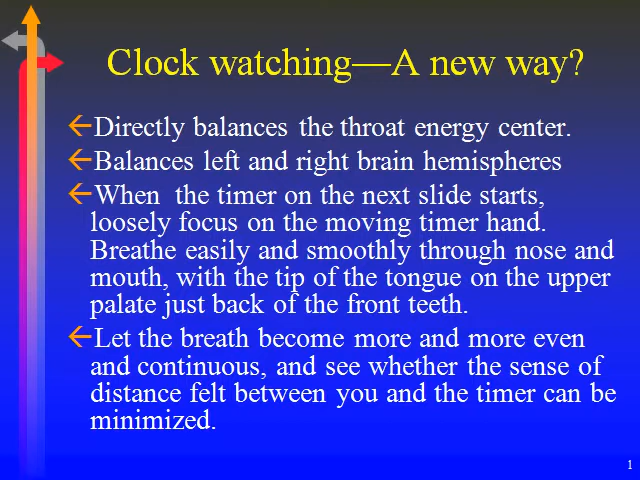 Clock watching—A new way?
Directly balances the throat energy center.
Balances left and right brain hemispheres
When the timer on the next slide starts,
loosely focus on the moving timer hand.
Breathe easily and smoothly through nose and
mouth, with the tip of the tongue on the upper
palate just back of the front teeth.
Let the breath become more and more even
and continuous, and see whether the sense of
distance felt between you and the timer can be
minimized.
1